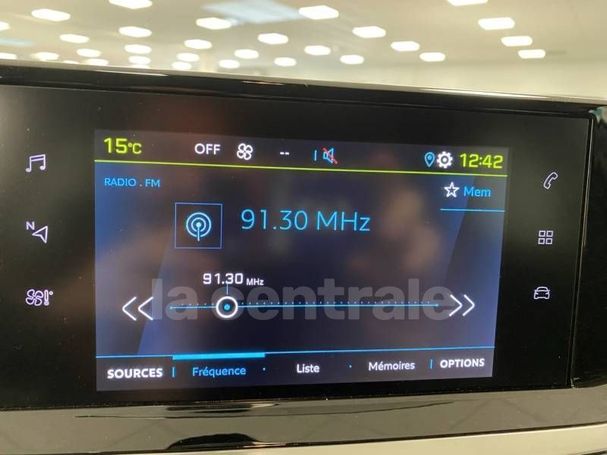 15°C OFF -- 12:42
RADIO . FM
Mem
91.30 MHz
N
91.30 MHz
la centrale
SOURCES Fréquence Liste Mémoires OPTIONS